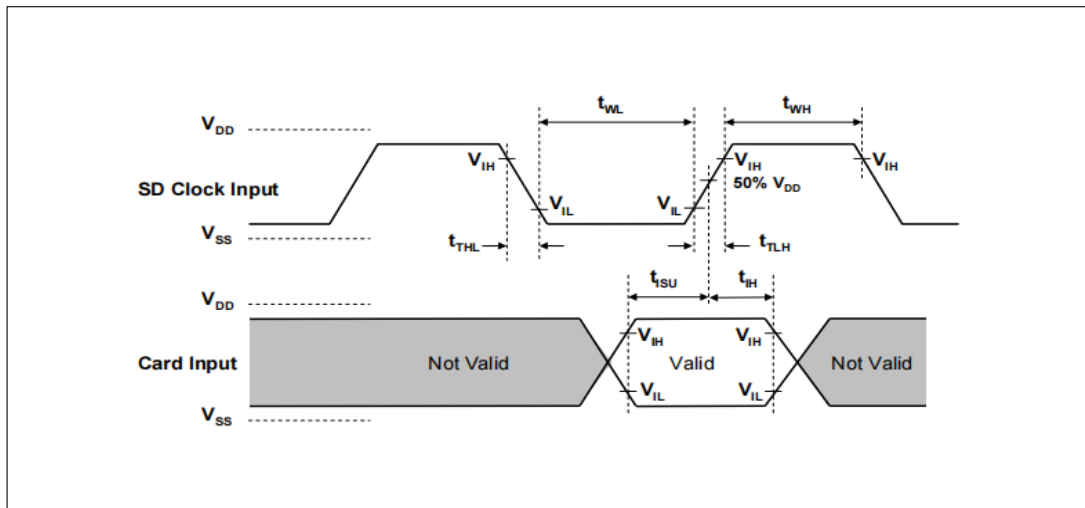 tWL
tWH
VDD
VIH
VIH
VIH
50% VDD
SD Clock Input
VIL
VIL
VSS
tTHL
tTLH
tISU
tIH
VDD
VIH
VIH
Card Input
Not Valid
Valid
Not Valid
VIL
VIL
VSS